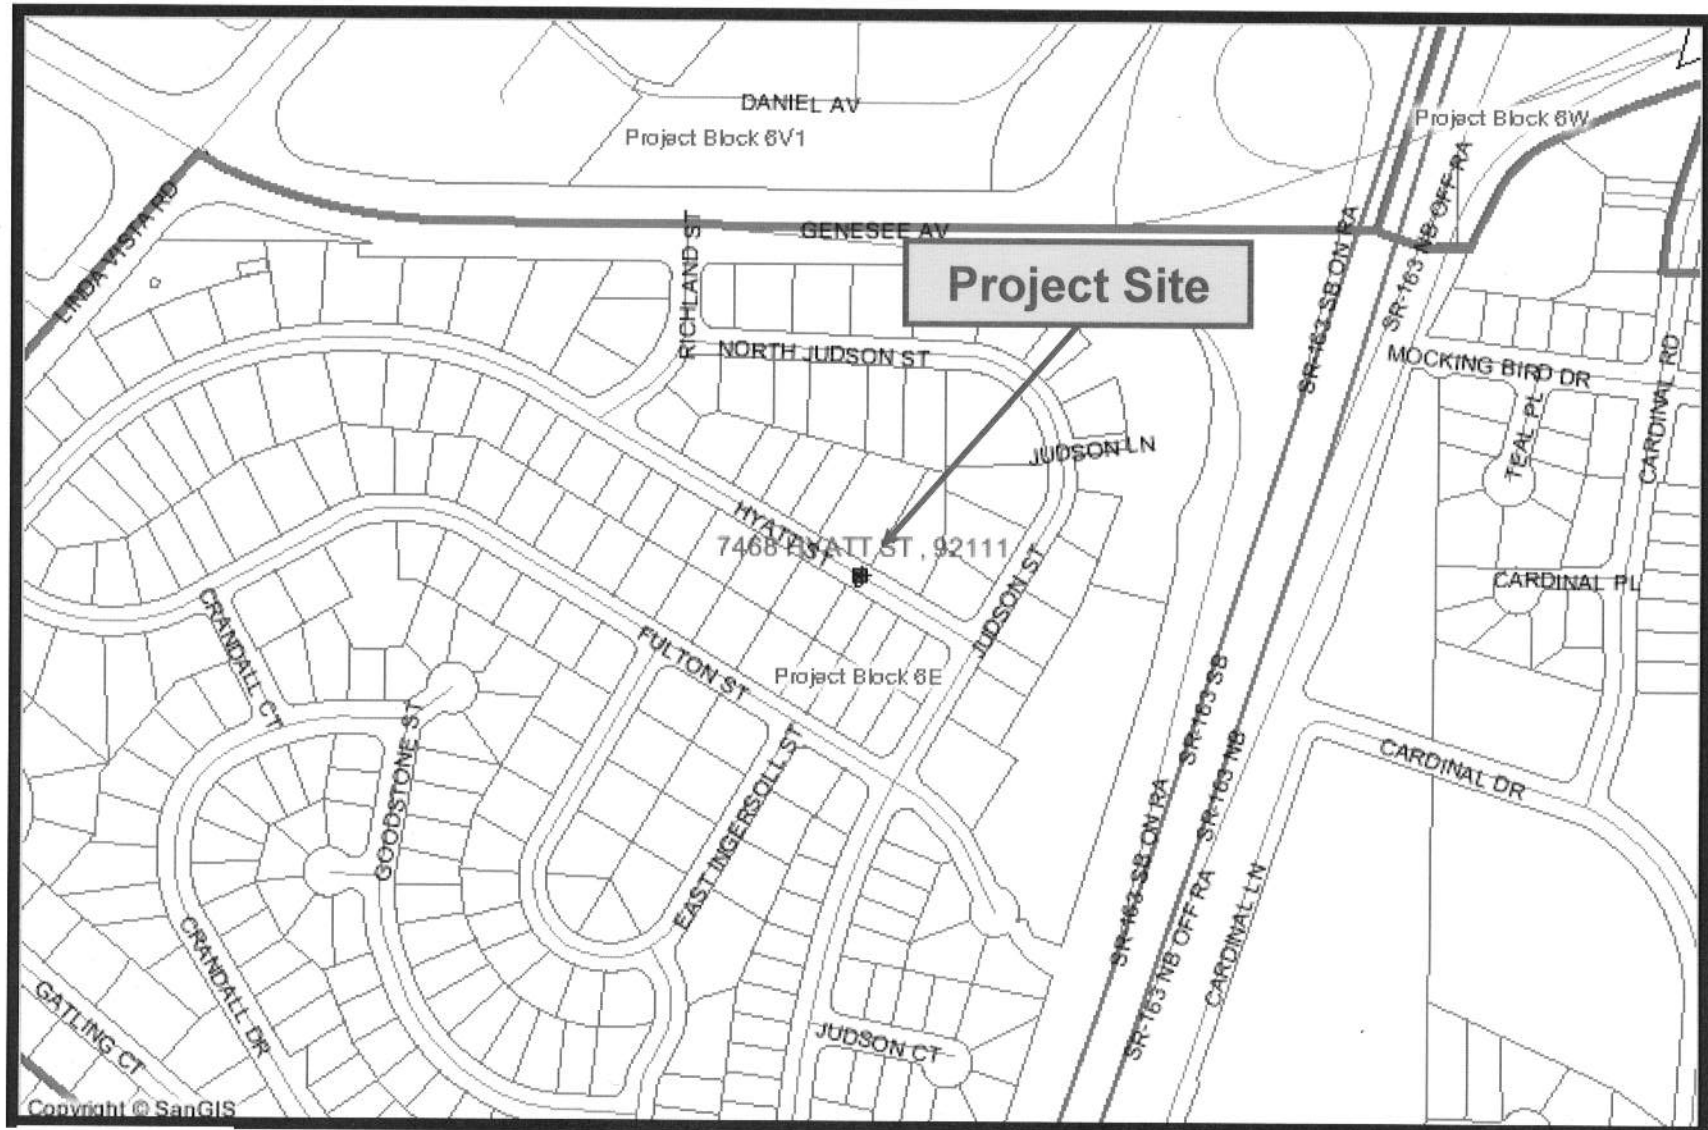 DANIEL AV
Project Block 6V1
Project Block 6W
LINDA VISTA RD
RICHLAND ST
GENESEE AV
Project Site
SR-163 SB ON RA
SR-163 NB OFF RA
NORTH JUDSON ST
MOCKING BIRD DR
TEAL PL
CARDINAL RD
JUDSON LN
HYATT ST
7468 HYATT ST , 92111
JUDSON ST
CARDINAL PL
CRANDALL CT
FULTON ST
Project Block 6E
GOODSTONE ST
EAST INGERSOLL ST
SR-163 SB
SR-163 NB
CARDINAL DR
SR-163 SB ON RA
SR-163 NB OFF RA
CARDINAL LN
CRANDALL DR
GATLING CT
JUDSON CT
Copyright © SanGIS